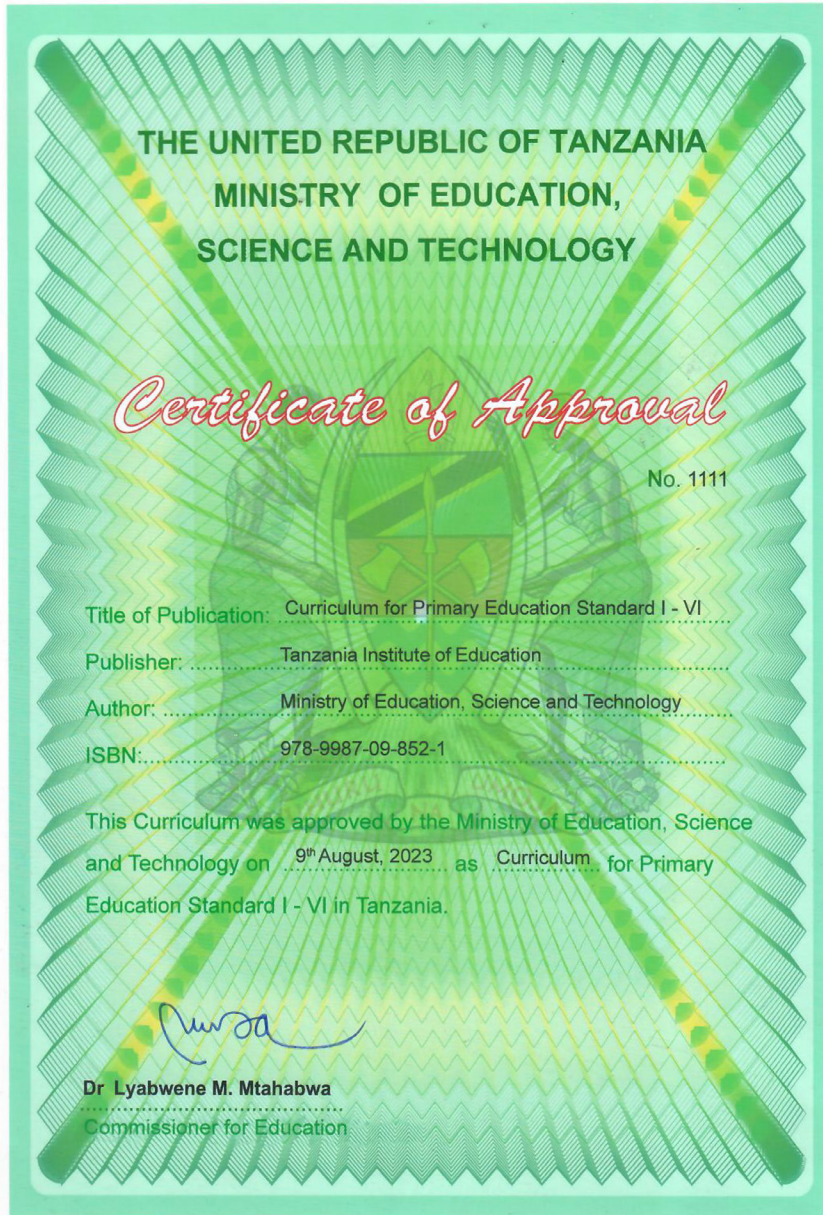 THE UNITED REPUBLIC OF TANZANIA
MINISTRY OF EDUCATION,
SCIENCE AND TECHNOLOGY
Certificate of Approval
No. 1111
Title of Publication: Curriculum for Primary Education Standard I - VI
Publisher: Tanzania Institute of Education
Author: Ministry of Education, Science and Technology
ISBN: 978-9987-09-852-1
This Curriculum was approved by the Ministry of Education, Science
and Technology on 9th August, 2023 as Curriculum for Primary
Education Standard I - VI in Tanzania.
Dr Lyabwene M. Mtahabwa
Commissioner for Education